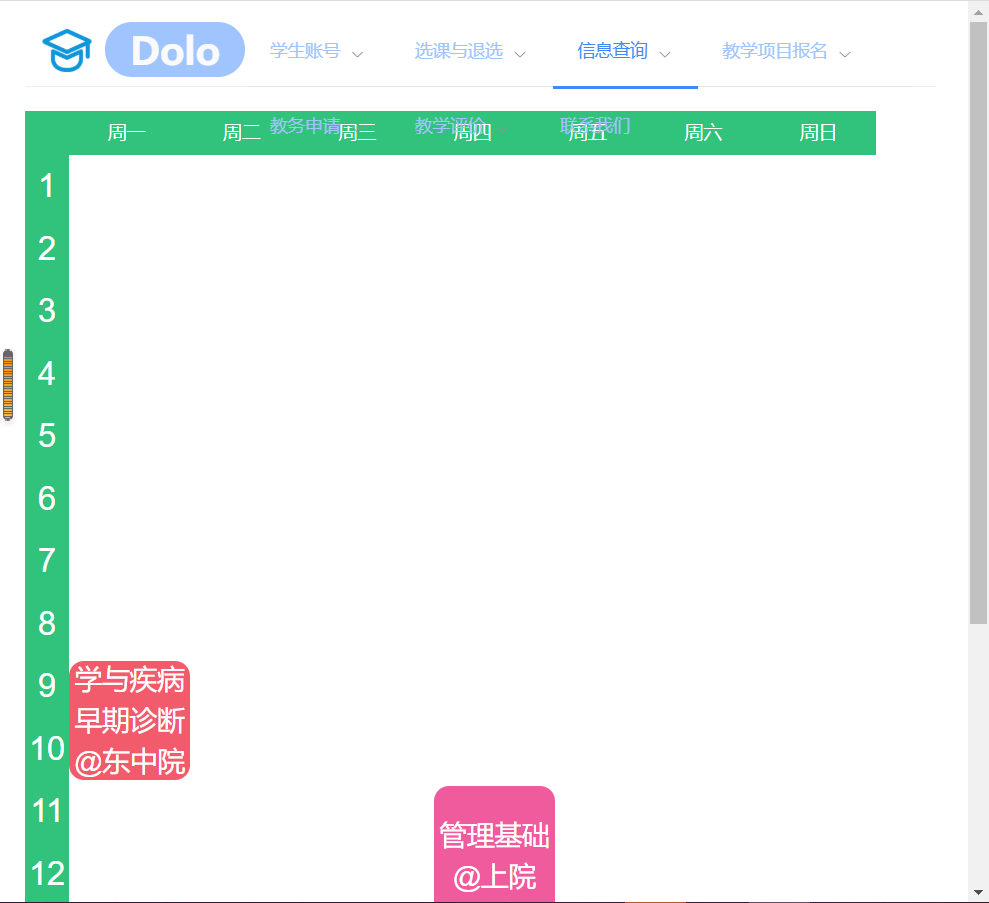 Dolo
学生账号
选课与退选
信息查询
教学项目报名
教务申请
教学评价
联系我们
周一
周二
周三
周四
周五
周六
周日
1
2
3
4
5
6
7
8
9
10
11
12
学与疾病
早期诊断
@东中院
管理基础
@上院